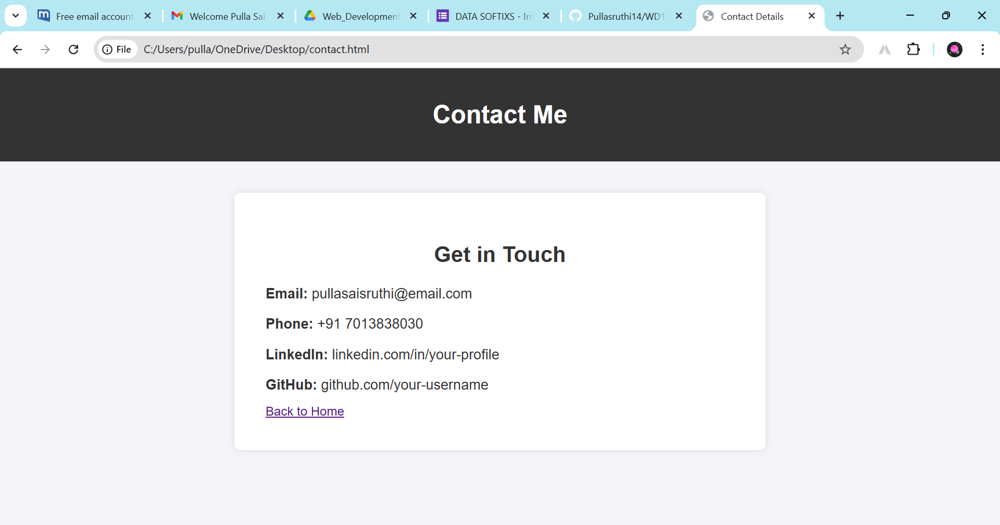 Free email account
Welcome Pulla Sai
Web_Development
DATA SOFTIXS - In
Pullasruthi14/WD1
Contact Details
File
C:/Users/pulla/OneDrive/Desktop/contact.html
Contact Me
Get in Touch
Email: pullasaisruthi@email.com
Phone: +91 7013838030
LinkedIn: linkedin.com/in/your-profile
GitHub: github.com/your-username
Back to Home